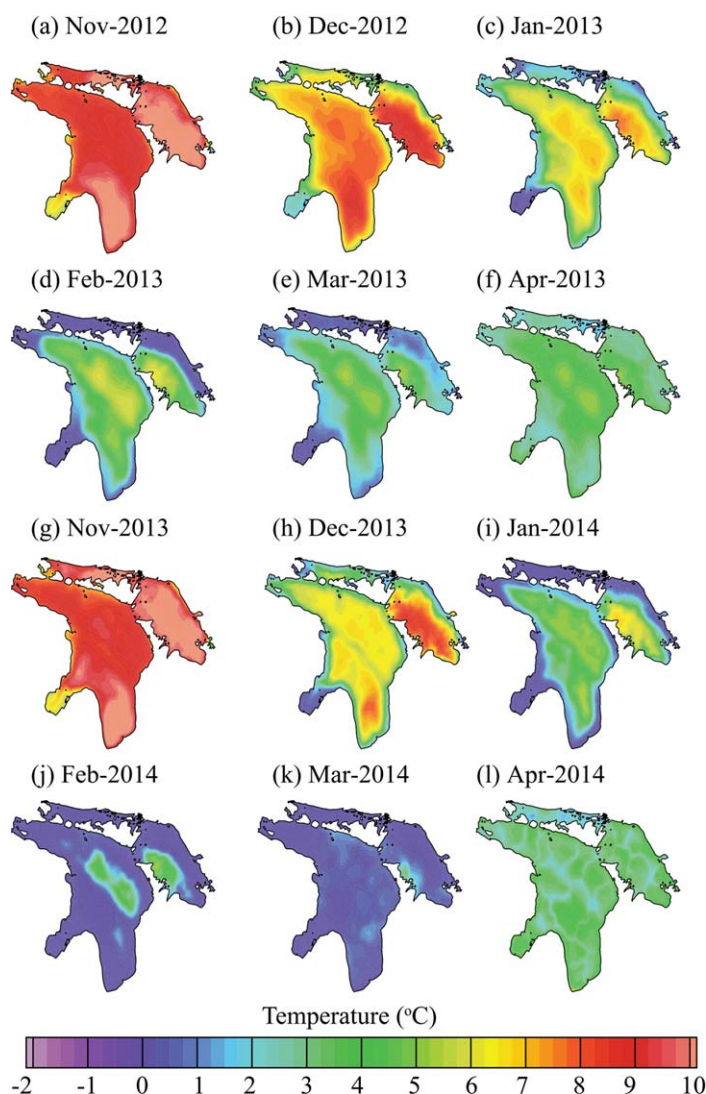 (a) Nov-2012 (b) Dec-2012 (c) Jan-2013
(d) Feb-2013 (e) Mar-2013 (f) Apr-2013
(g) Nov-2013 (h) Dec-2013 (i) Jan-2014
(j) Feb-2014 (k) Mar-2014 (l) Apr-2014
Temperature (°C)
-2 -1 0 1 2 3 4 5 6 7 8 9 10